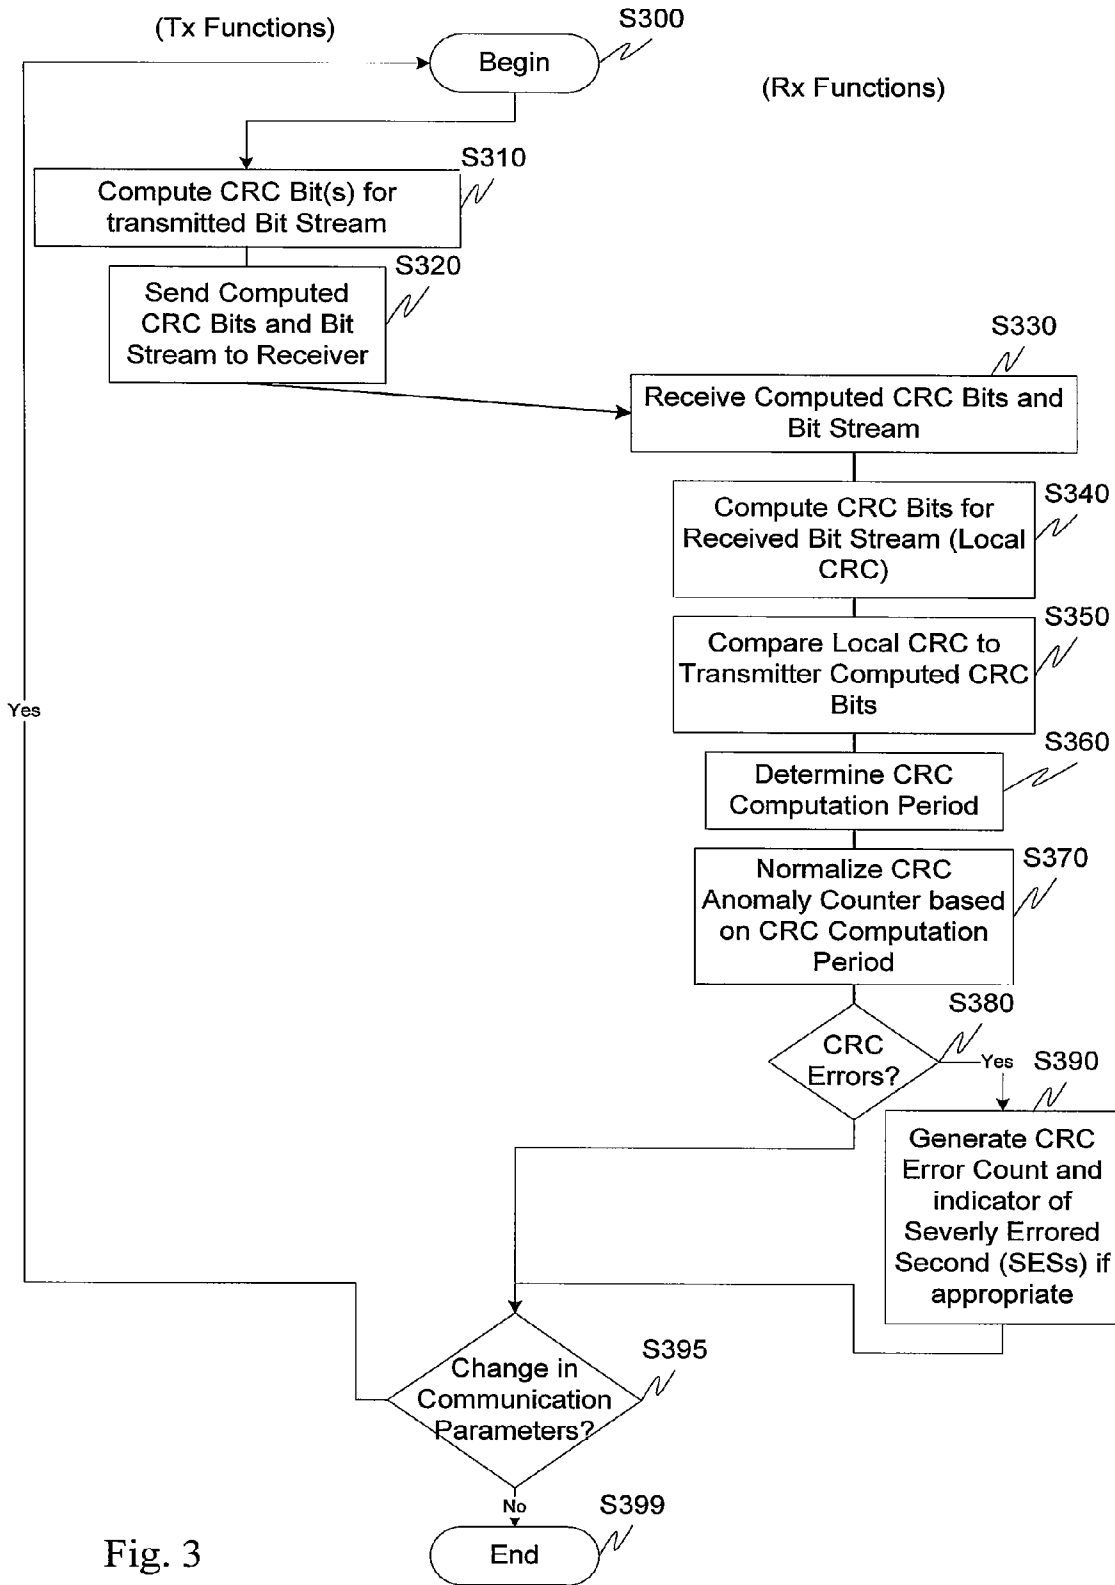 (Tx Functions)
S300
Begin
(Rx Functions)
S310
Compute CRC Bit(s) for
transmitted Bit Stream
S320
Send Computed
CRC Bits and Bit
Stream to Receiver
S330
Receive Computed CRC Bits and
Bit Stream
S340
Compute CRC Bits for
Received Bit Stream (Local
CRC)
S350
Compare Local CRC to
Transmitter Computed CRC
Bits
Yes
S360
Determine CRC
Computation Period
S370
Normalize CRC
Anomaly Counter based
on CRC Computation
Period
S380
CRC
Errors?
Yes
S390
Generate CRC
Error Count and
indicator of
Severly Errored
Second (SESs) if
appropriate
S395
Change in
Communication
Parameters?
No
S399
End
Fig. 3